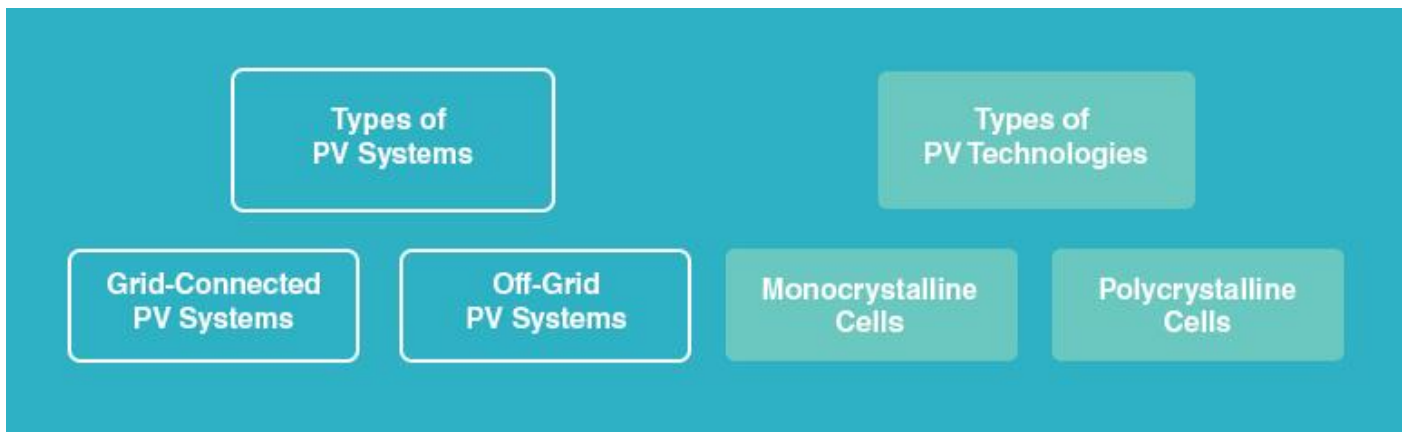 Types of
PV Systems
Types of
PV Technologies
Grid-Connected
PV Systems
Off-Grid
PV Systems
Monocrystalline
Cells
Polycrystalline
Cells